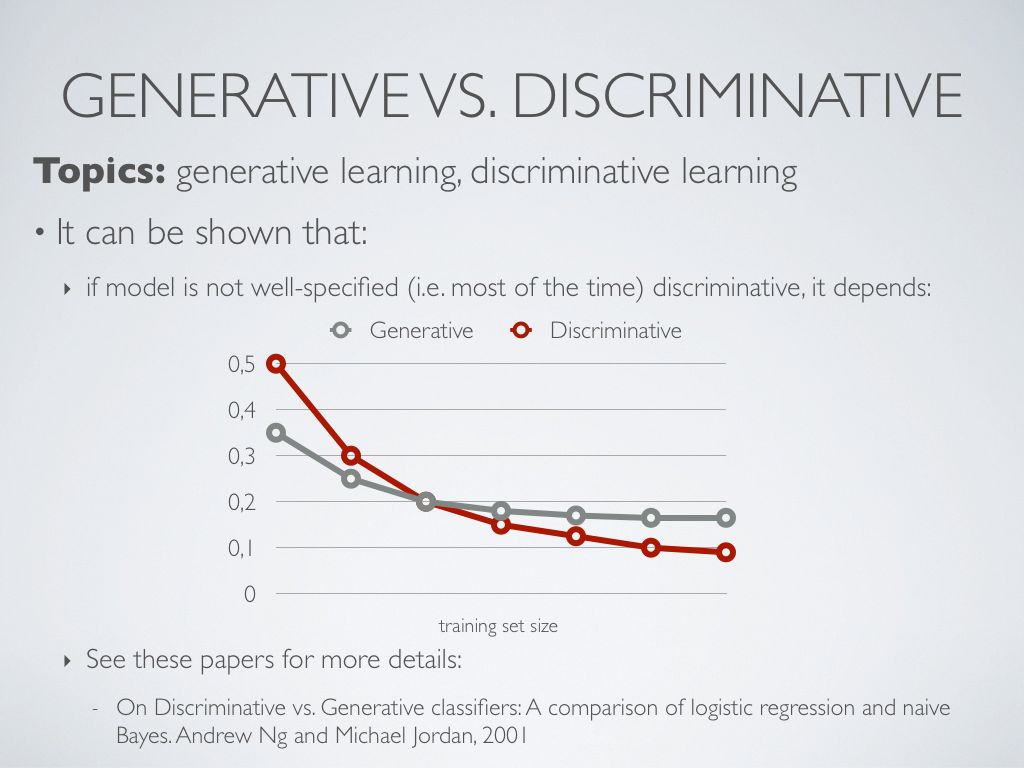 GENERATIVE VS. DISCRIMINATIVE
Topics: generative learning, discriminative learning
• It can be shown that:
‣ if model is not well-specified (i.e. most of the time) discriminative, it depends:
Generative Discriminative
0,5
0,4
0,3
0,2
0,1
0
training set size
‣ See these papers for more details:
- On Discriminative vs. Generative classifiers: A comparison of logistic regression and naive
Bayes. Andrew Ng and Michael Jordan, 2001